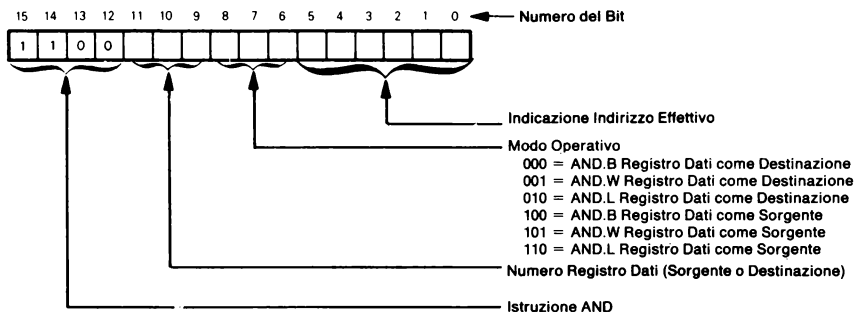 15 14 13 12 11 10 9 8 7 6 5 4 3 2 1 0 Numero del Bit
1 1 0 0
Indicazione Indirizzo Effettivo
Modo Operativo
000 = AND.B Registro Dati come Destinazione
001 = AND.W Registro Dati come Destinazione
010 = AND.L Registro Dati come Destinazione
100 = AND.B Registro Dati come Sorgente
101 = AND.W Registro Dati come Sorgente
110 = AND.L Registro Dati come Sorgente
Numero Registro Dati (Sorgente o Destinazione)
Istruzione AND